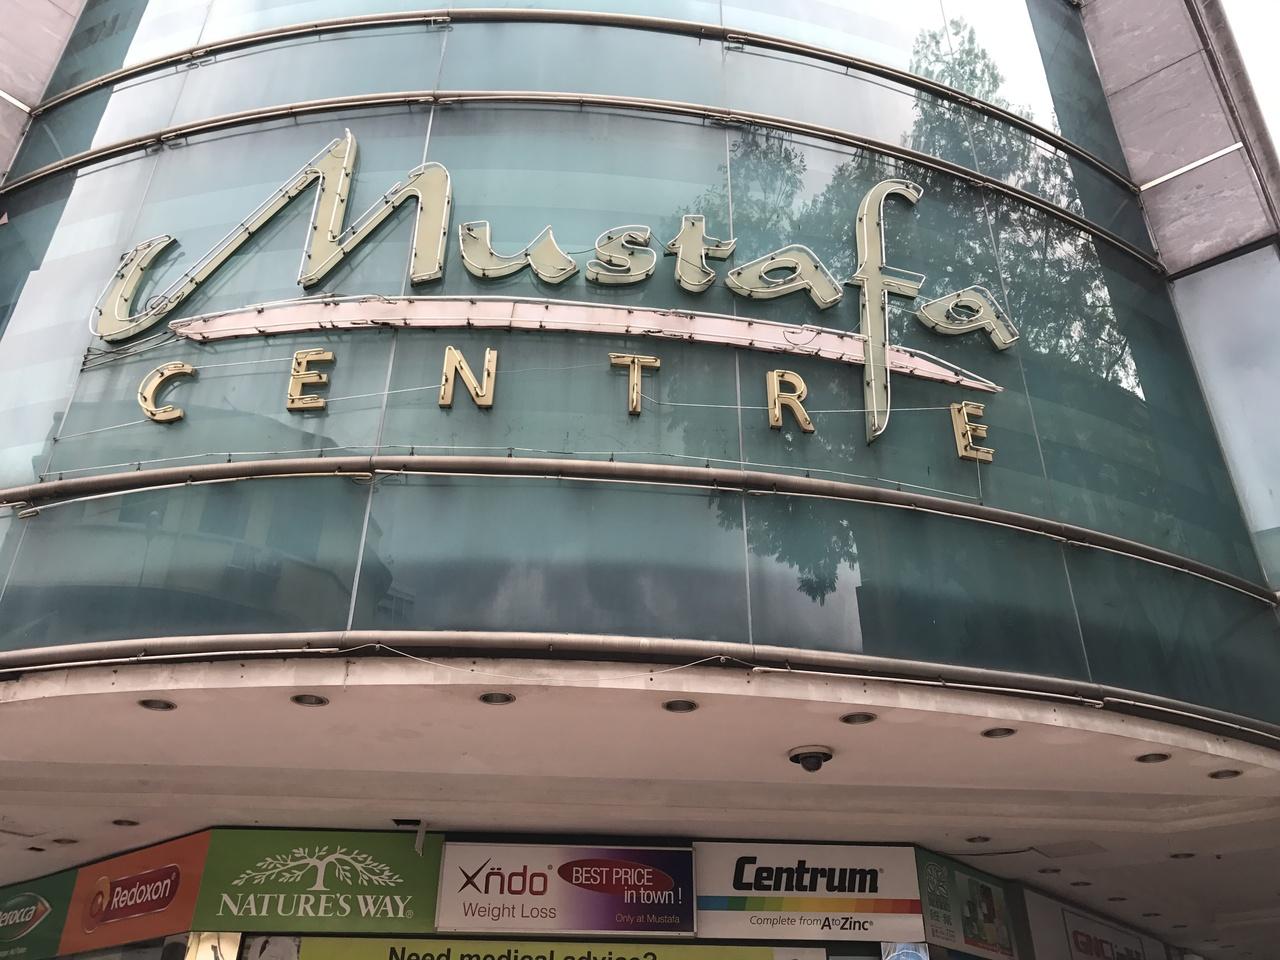 Mustafa
CENTRE
Redoxon
NATURE'S WAY
Xndo
Weight Loss
BEST PRICE
in town!
Only at Mustafa
Centrum
Complete from A to Zinc
Need medical advice?